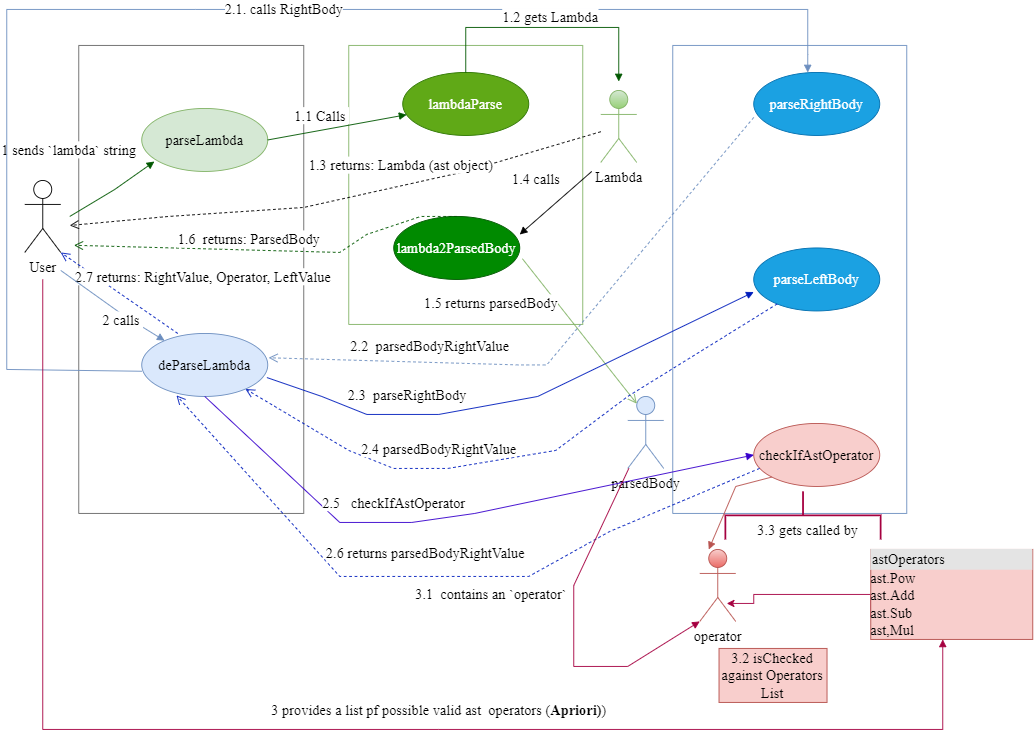 2.1. calls RightBody
1.2 gets Lambda
lambdaParse
parseRightBody
1.1 Calls
parseLambda
1 sends `lambda` string
1.3 returns: Lambda (ast object)
1.4 calls
Lambda
1.6 returns: ParsedBody
lambda2ParsedBody
User
2.7 returns: RightValue, Operator, LeftValue
parseLeftBody
1.5 returns parsedBody
2 calls
2.2 parsedBodyRightValue
deParseLambda
2.3 parseRightBody
2.4 parsedBodyRightValue
checkIfAstOperator
parsedBody
2.5 checkIfAstOperator
3.3 gets called by
2.6 returns parsedBodyRightValue
astOperators
ast.Pow
ast.Add
ast.Sub
ast,Mul
3.1 contains an `operator`
operator
3.2 isChecked
against Operators
List
3 provides a list pf possible valid ast operators (Apriori))